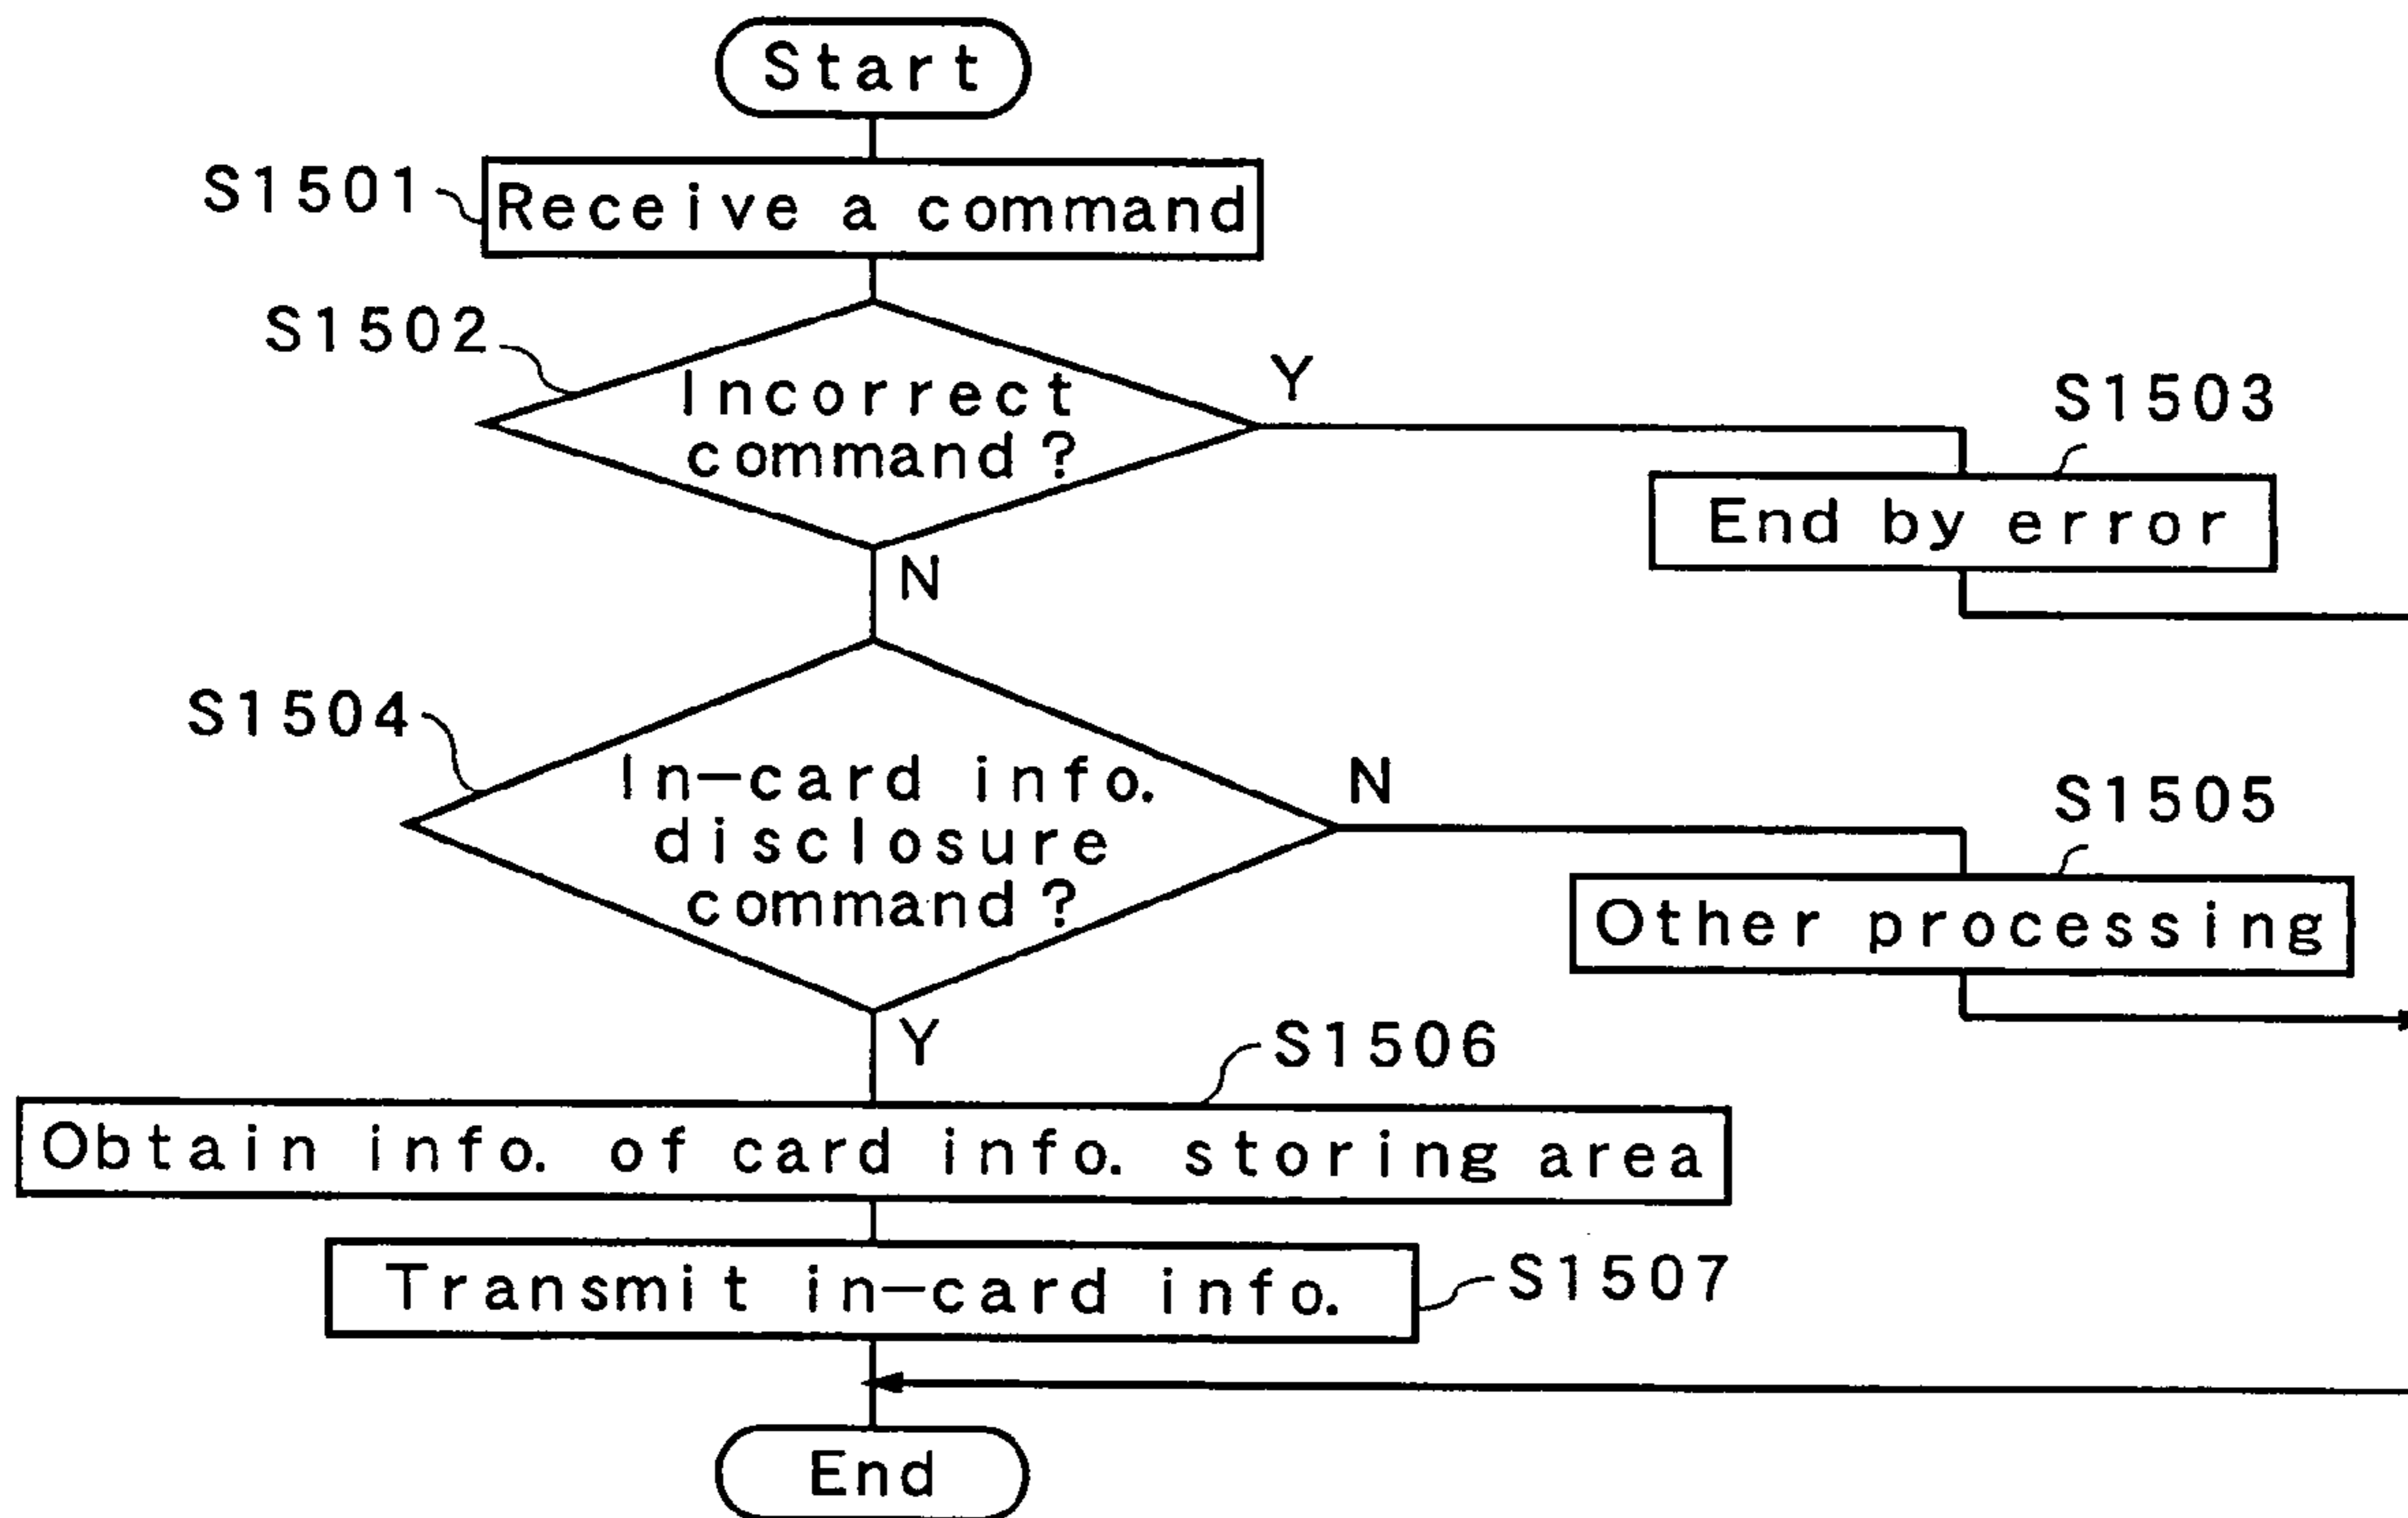 Start
S1501
Receive a command
S1502
Incorrect
command?
Y
S1503
End by error
N
S1504
In-card info.
disclosure
command?
N
S1505
Other processing
Y
S1506
Obtain info. of card info. storing area
Transmit in-card info.
S1507
End